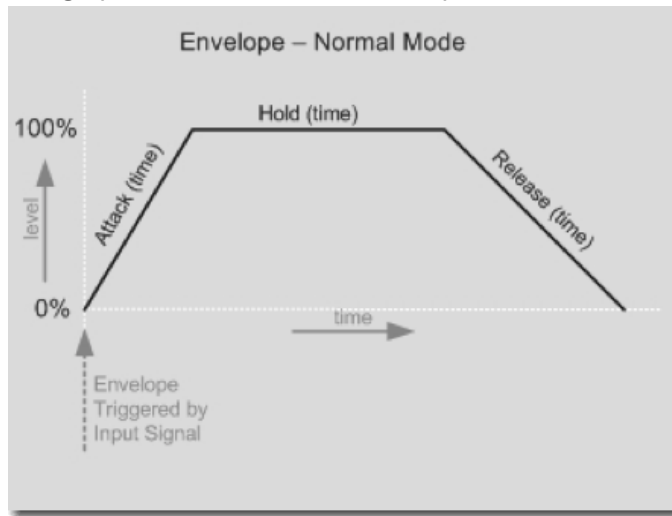 Envelope – Normal Mode
100%
Hold (time)
Attack (time)
Release (time)
level
0%
time
Envelope
Triggered by
Input Signal